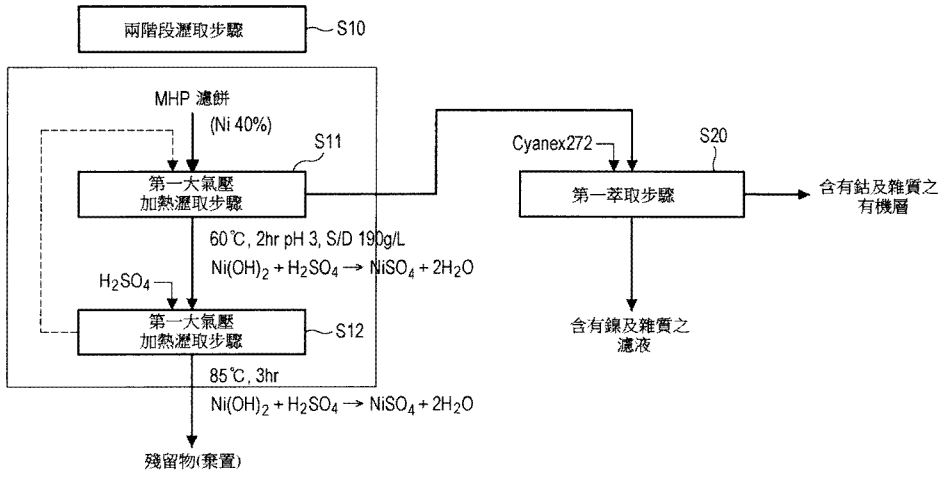 兩階段瀝取步驟
S10
MHP 濾餅
(Ni 40%)
S11
第一大氣壓
加熱瀝取步驟
60℃, 2hr pH 3, S/D 190g/L
Ni(OH)2 + H2SO4 → NiSO4 + 2H2O
H2SO4
第一大氣壓
加熱瀝取步驟
S12
85℃, 3hr
Ni(OH)2 + H2SO4 → NiSO4 + 2H2O
殘留物(棄置)
Cyanex272
S20
第一萃取步驟
含有鈷及雜質之
有機層
含有鎳及雜質之
濾液